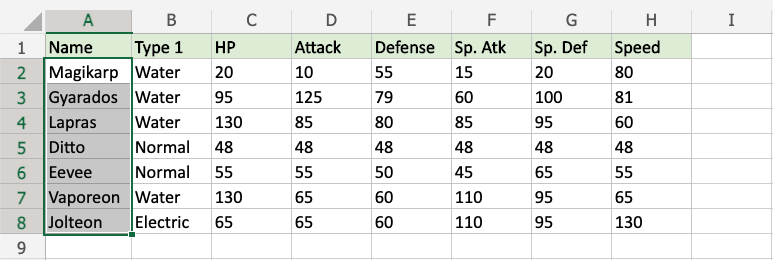 A B C D E F G H I
1 Name Type 1 HP Attack Defense Sp. Atk Sp. Def Speed
2 Magikarp Water 20 10 55 15 20 80
3 Gyarados Water 95 125 79 60 100 81
4 Lapras Water 130 85 80 85 95 60
5 Ditto Normal 48 48 48 48 48 48
6 Eevee Normal 55 55 50 45 65 55
7 Vaporeon Water 130 65 60 110 95 65
8 Jolteon Electric 65 65 60 110 95 130
9